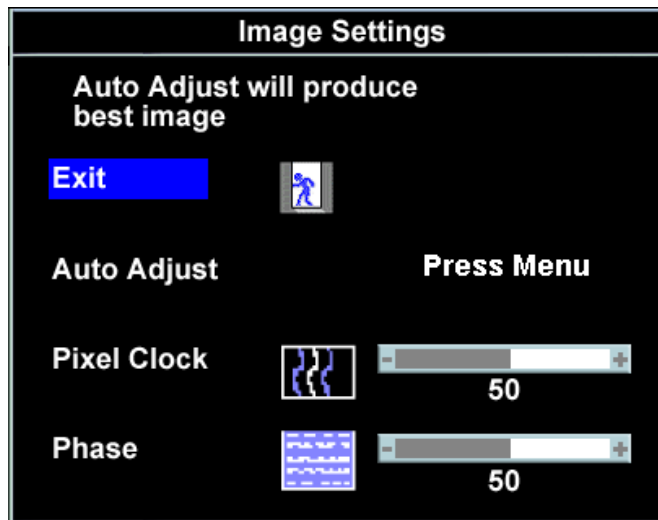 Image Settings
Auto Adjust will produce
best image
Exit
Auto Adjust Press Menu
Pixel Clock - +
50
Phase - +
50